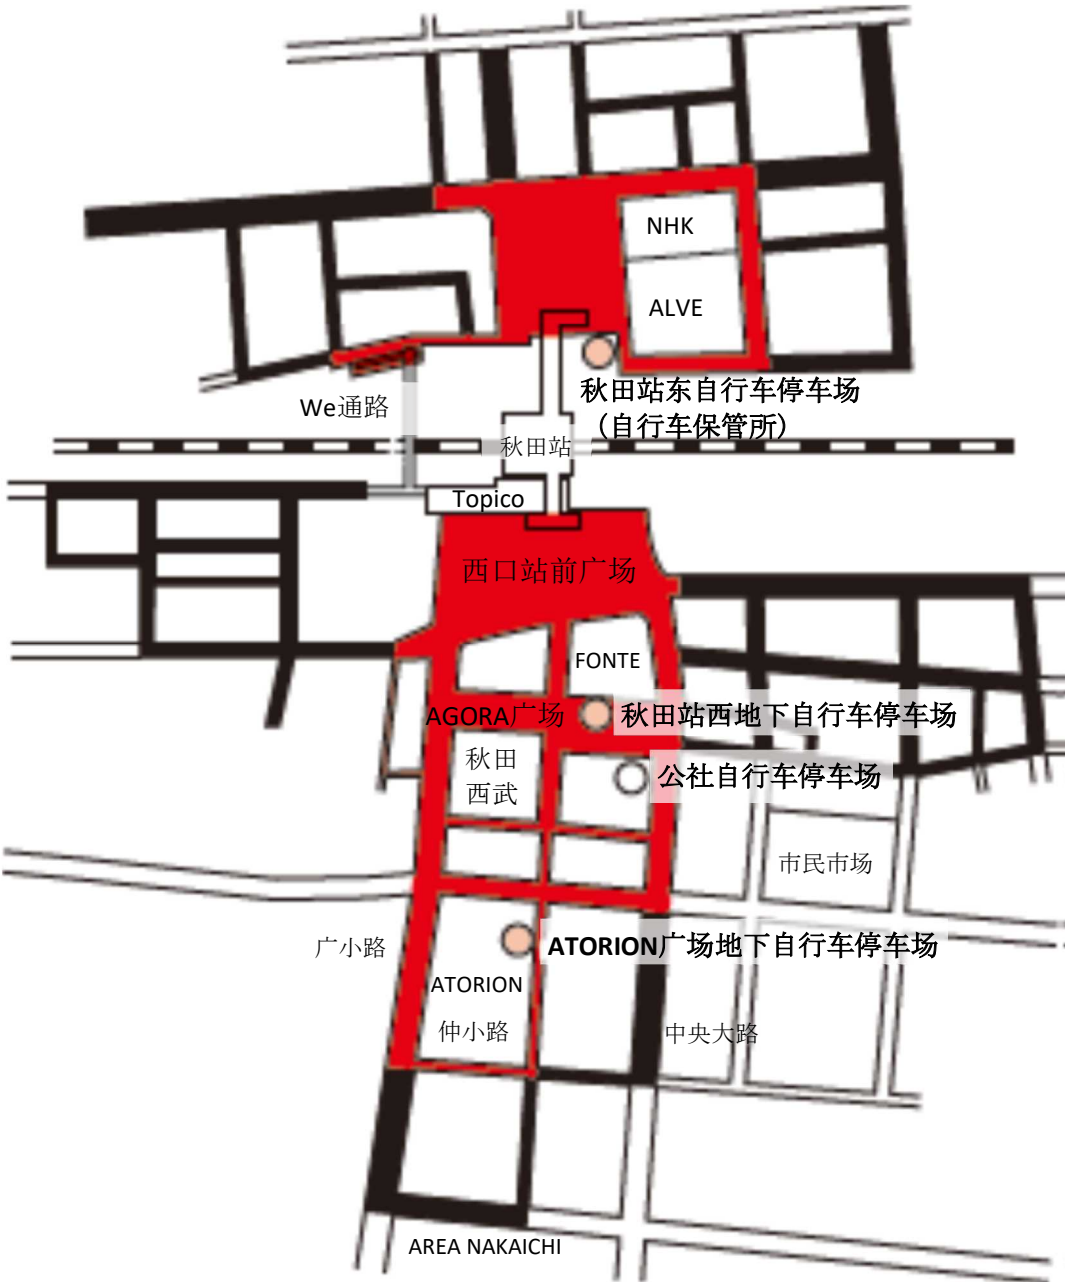 NHK
ALVE
秋田站东自行车停车场
(自行车保管所)
We通路
秋田站
Topico
西口站前广场
FONTE
AGORA广场
秋田站西地下自行车停车场
秋田
西武
公社自行车停车场
市民市场
广小路
ATORION广场地下自行车停车场
ATORION
仲小路
中央大路
AREA NAKAICHI